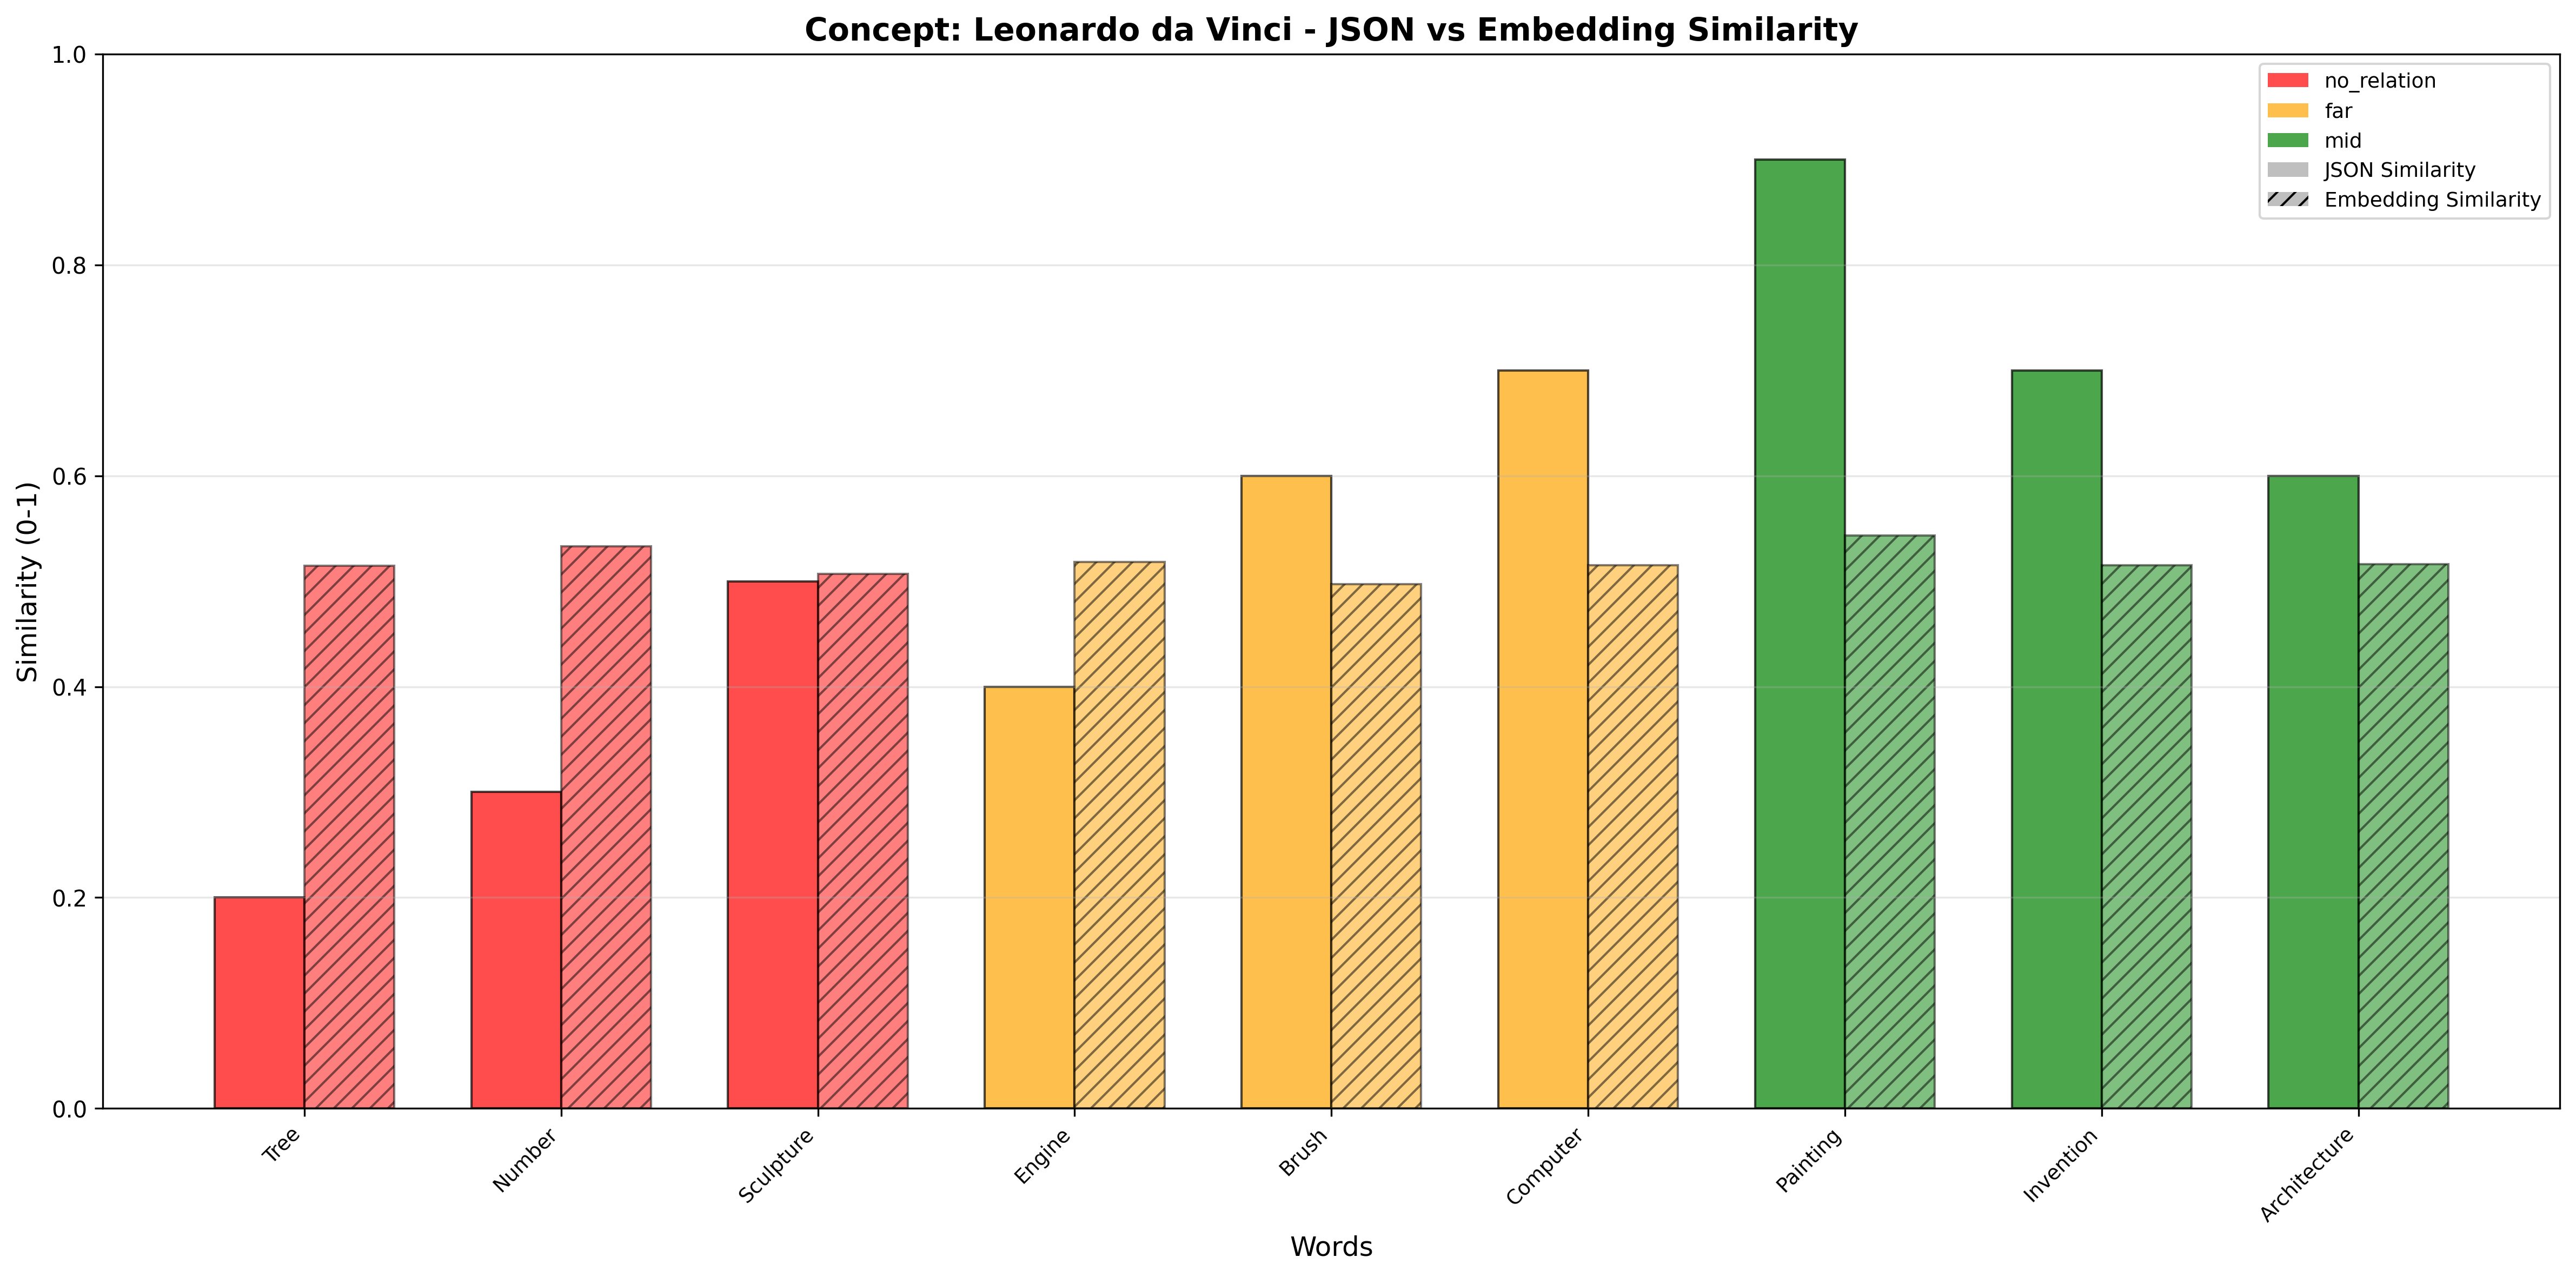 Concept: Leonardo da Vinci - JSON vs Embedding Similarity
no_relation
far
mid
JSON Similarity
Embedding Similarity
Similarity (0-1)
1.0
0.8
0.6
0.4
0.2
0.0
Tree
Number
Sculpture
Engine
Brush
Computer
Painting
Invention
Architecture
Words